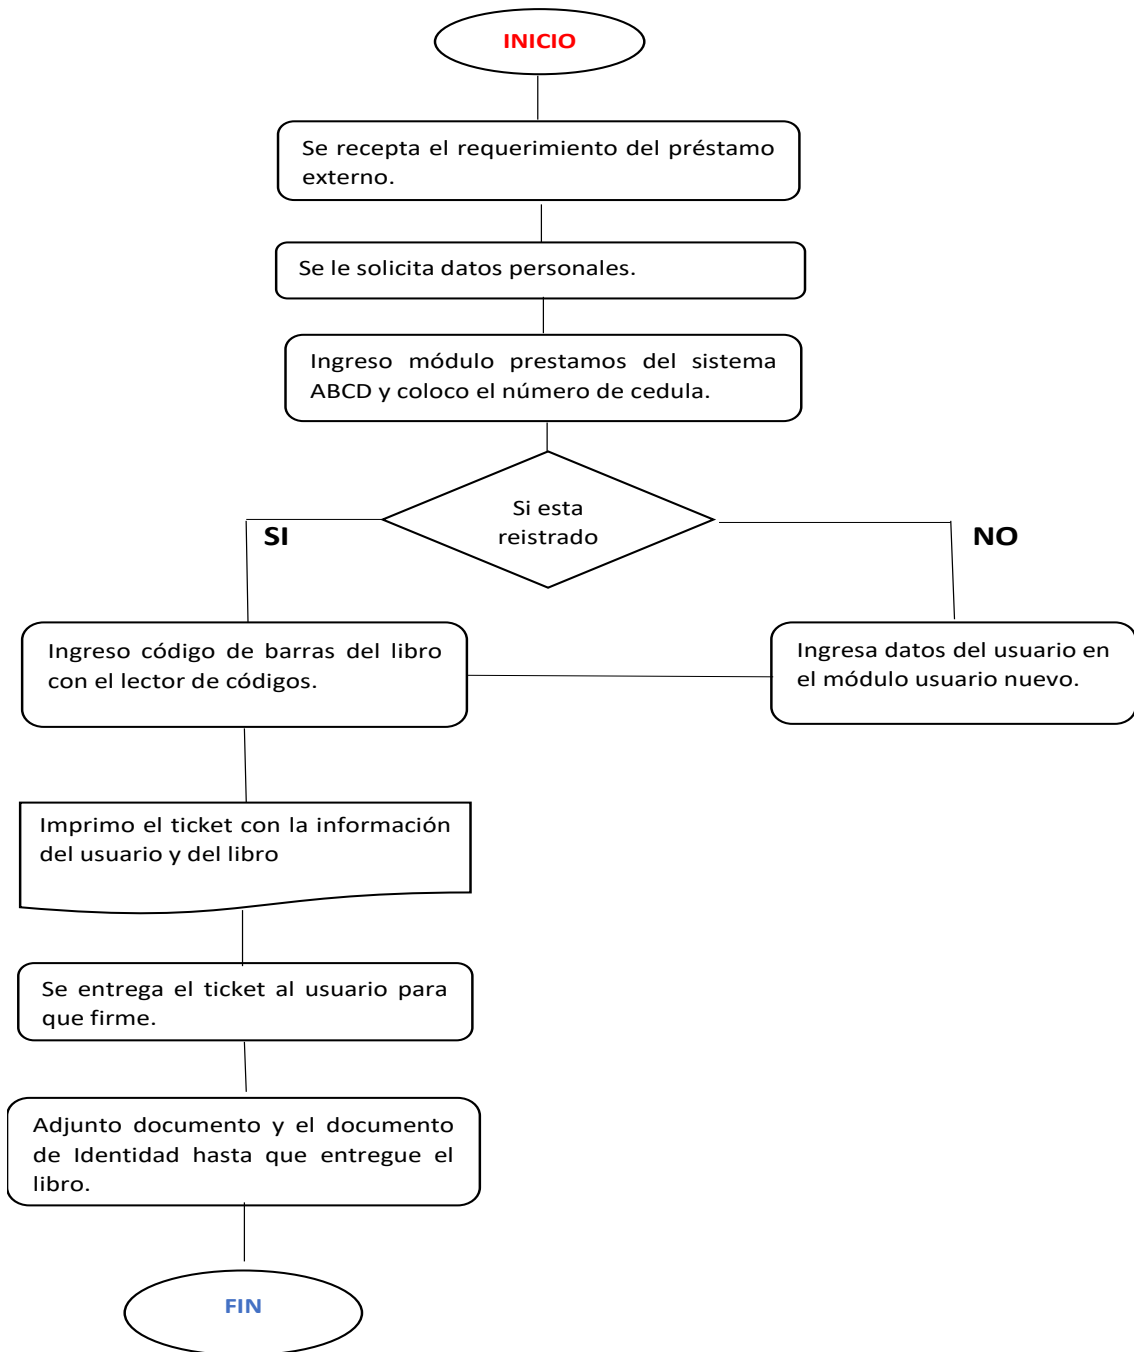 INICIO
Se recepta el requerimiento del préstamo
externo.
Se le solicita datos personales.
Ingreso módulo prestamos del sistema
ABCD y coloco el número de cedula.
Si esta
reistrado
SI
NO
Ingreso código de barras del libro
con el lector de códigos.
Ingresa datos del usuario en
el módulo usuario nuevo.
Imprimo el ticket con la información
del usuario y del libro
Se entrega el ticket al usuario para
que firme.
Adjunto documento y el documento
de Identidad hasta que entregue el
libro.
FIN